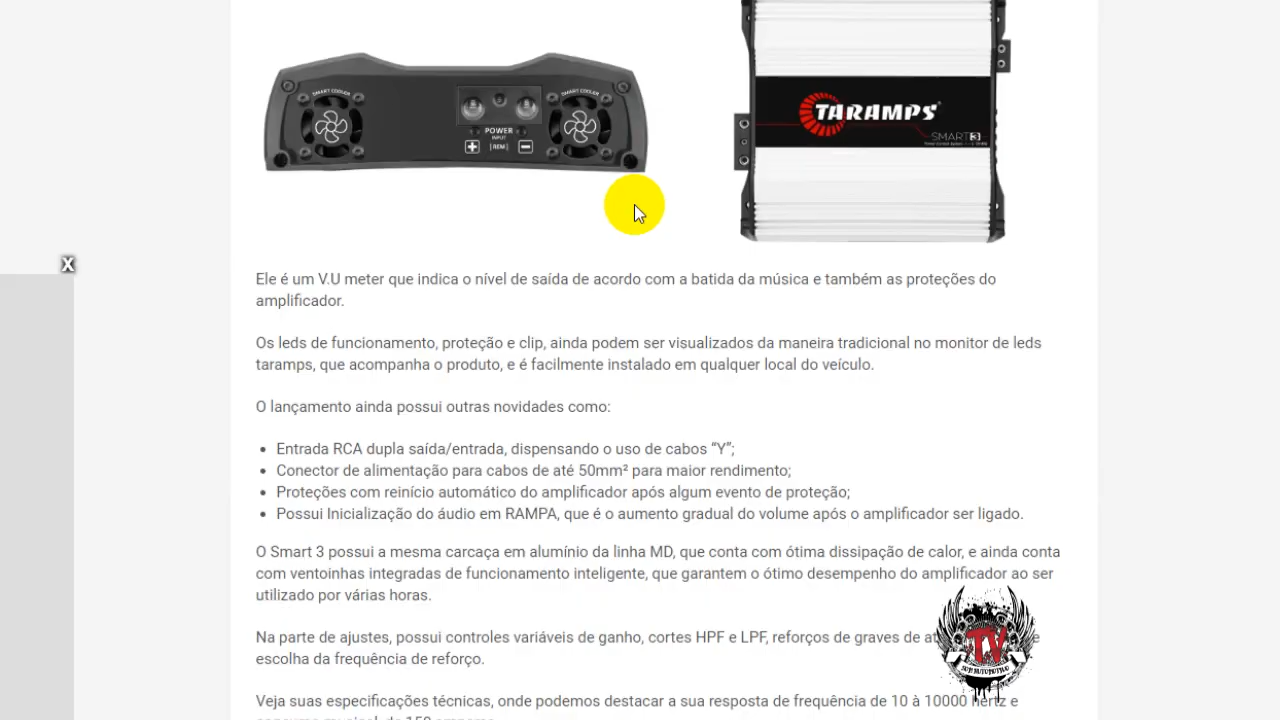 SMART COOLER
SMART COOLER
POWER
INPUT
+ |REM| −
TARAMPS®
SMART3
X
Ele é um V.U meter que indica o nível de saída de acordo com a batida da música e também as proteções do
amplificador.
Os leds de funcionamento, proteção e clip, ainda podem ser visualizados da maneira tradicional no monitor de leds
taramps, que acompanha o produto, e é facilmente instalado em qualquer local do veículo.
O lançamento ainda possui outras novidades como:
• Entrada RCA dupla saída/entrada, dispensando o uso de cabos “Y”;
• Conector de alimentação para cabos de até 50mm² para maior rendimento;
• Proteções com reinício automático do amplificador após algum evento de proteção;
• Possui Inicialização do áudio em RAMPA, que é o aumento gradual do volume após o amplificador ser ligado.
O Smart 3 possui a mesma carcaça em alumínio da linha MD, que conta com ótima dissipação de calor, e ainda conta
com ventoinhas integradas de funcionamento inteligente, que garantem o ótimo desempenho do amplificador ao ser
utilizado por várias horas.
Na parte de ajustes, possui controles variáveis de ganho, cortes HPF e LPF, reforços de graves de e
escolha da frequência de reforço.
TV
SOM AUTOMOTIVO
Veja suas especificações técnicas, onde podemos destacar a sua resposta de frequência de 10 à 10000 hertz e